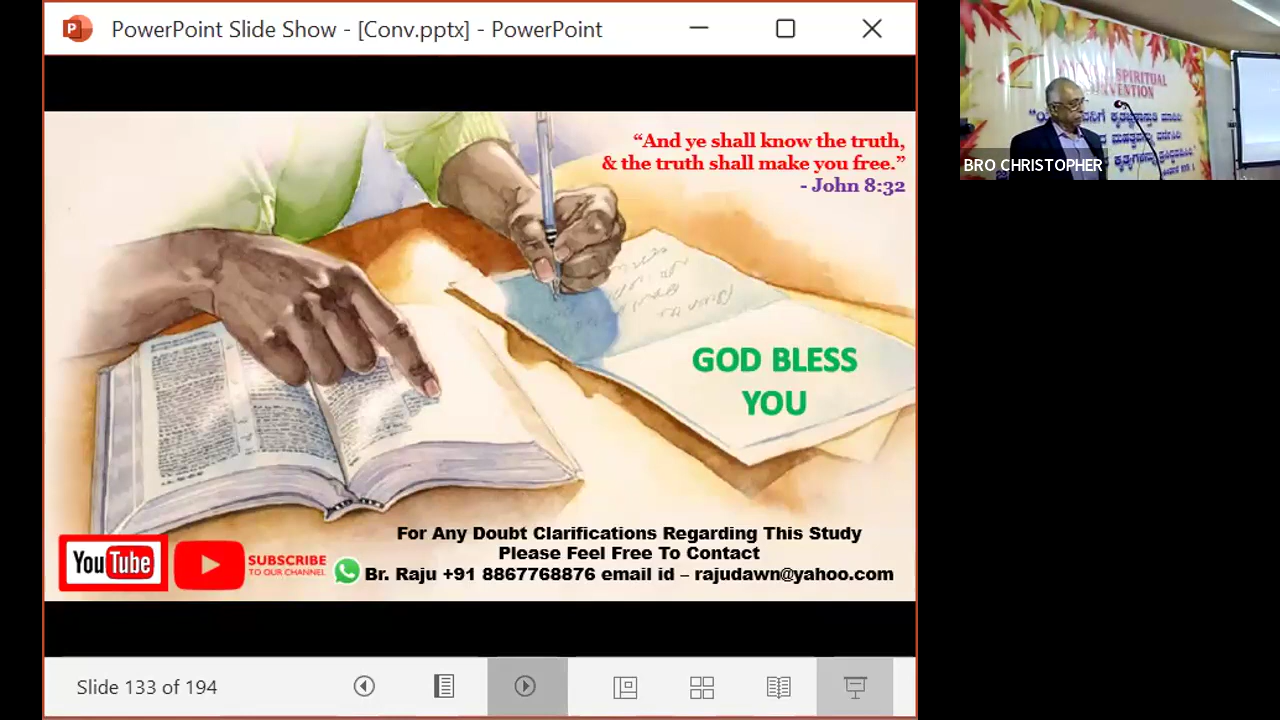 PowerPoint Slide Show - [Conv.pptx] - PowerPoint
“And ye shall know the truth,
& the truth shall make you free.”
- John 8:32
GOD BLESS
YOU
For Any Doubt Clarifications Regarding This Study
Please Feel Free To Contact
Br. Raju +91 8867768876 email id – rajudawn@yahoo.com
YouTube
SUBSCRIBE
TO OUR CHANNEL
Slide 133 of 194
SPIRITUAL
BRO CHRISTOPHER